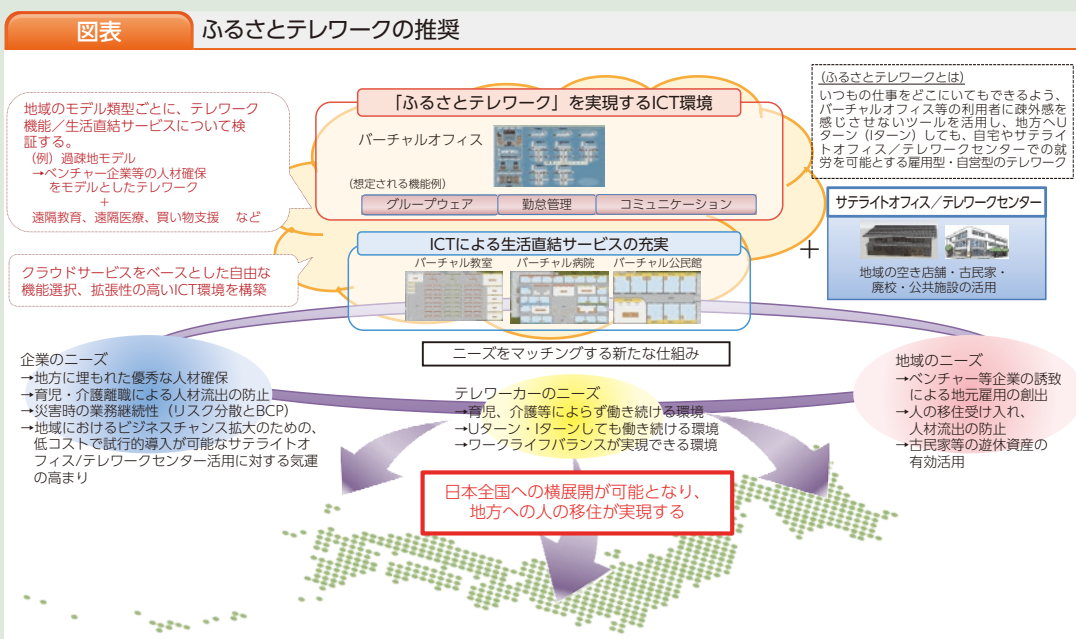 図表
ふるさとテレワークの推奨
地域のモデル類型ごとに、テレワーク
機能／生活直結サービスについて検
証する。
(例) 過疎地モデル
→ベンチャー企業等の人材確保
をモデルとしたテレワーク
+
遠隔教育、遠隔医療、買い物支援 など
クラウドサービスをベースとした自由な
機能選択、拡張性の高いICT環境を構築
「ふるさとテレワーク」を実現するICT環境
バーチャルオフィス
(想定される機能例)
グループウェア 勤怠管理 コミュニケーション
ICTによる生活直結サービスの充実
バーチャル教室 バーチャル病院 バーチャル公民館
+
(ふるさとテレワークとは)
いつもの仕事をどこにいてもできるよう、
バーチャルオフィス等の利用者に疎外感を
感じさせないツールを活用し、地方へU
ターン（Iターン）しても、自宅やサテライ
トオフィス／テレワークセンターでの就
労を可能とする雇用型・自営型のテレワーク
サテライトオフィス／テレワークセンター
地域の空き店舗・古民家・
廃校・公共施設の活用
ニーズをマッチングする新たな仕組み
企業のニーズ
→地方に埋もれた優秀な人材確保
→育児・介護離職による人材流出の防止
→災害時の業務継続性（リスク分散とBCP）
→地域におけるビジネスチャンス拡大のための、
低コストで試行的導入が可能なサテライトオ
フィス/テレワークセンター活用に対する気運
の高まり
テレワーカーのニーズ
→育児、介護等によらず働き続ける環境
→Uターン・Iターンしても働き続ける環境
→ワークライフバランスが実現できる環境
地域のニーズ
→ベンチャー等企業の誘致
による地元雇用の創出
→人の移住受け入れ、
人材流出の防止
→古民家等の遊休資産の
有効活用
日本全国への横展開が可能となり、
地方への人の移住が実現する